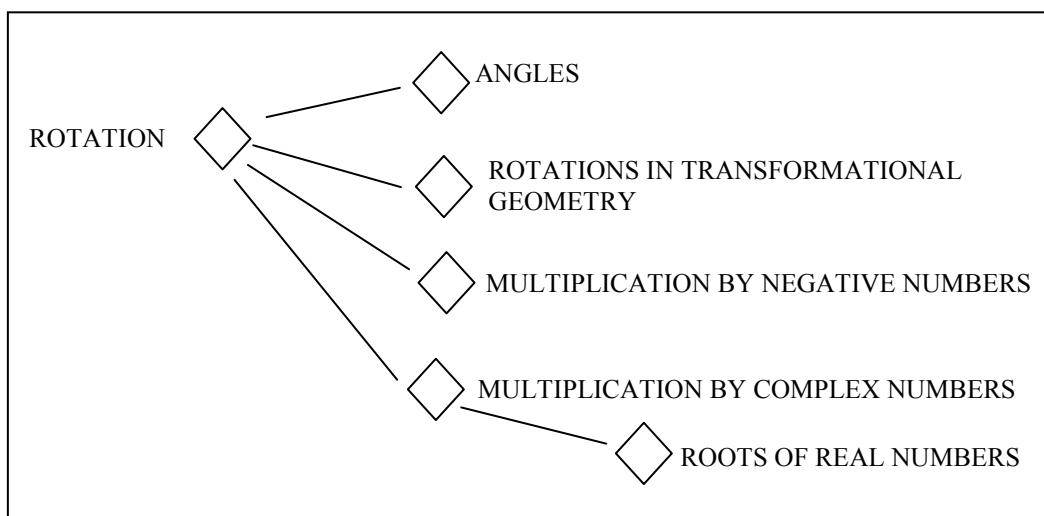 ANGLES
ROTATION
ROTATIONS IN TRANSFORMATIONAL
GEOMETRY
MULTIPLICATION BY NEGATIVE NUMBERS
MULTIPLICATION BY COMPLEX NUMBERS
ROOTS OF REAL NUMBERS